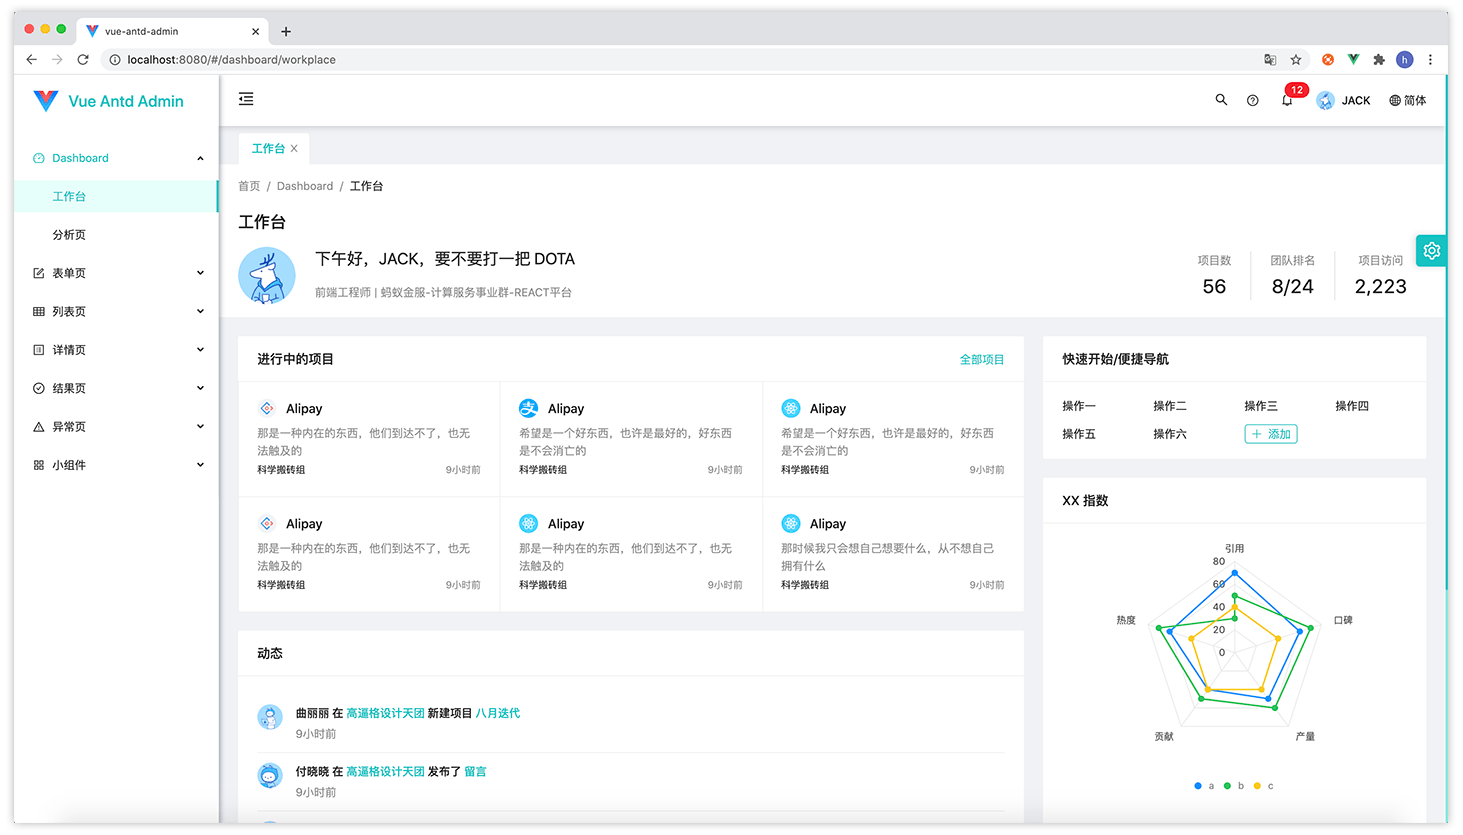 vue-antd-admin
localhost:8080/#/dashboard/workplace
h
Vue Antd Admin
12
JACK
简体
Dashboard
工作台
分析页
表单页
列表页
详情页
结果页
异常页
小组件
工作台
首页 / Dashboard / 工作台
工作台
下午好，JACK，要不要打一把 DOTA
前端工程师 | 蚂蚁金服-计算服务事业群-REACT平台
项目数
56
团队排名
8/24
项目访问
2,223
进行中的项目
全部项目
Alipay
那是一种内在的东西，他们到达不了，也无
法触及的
科学搬砖组 9小时前
Alipay
希望是一个好东西，也许是最好的，好东西
是不会消亡的
科学搬砖组 9小时前
Alipay
希望是一个好东西，也许是最好的，好东西
是不会消亡的
科学搬砖组 9小时前
Alipay
那是一种内在的东西，他们到达不了，也无
法触及的
科学搬砖组 9小时前
Alipay
那是一种内在的东西，他们到达不了，也无
法触及的
科学搬砖组 9小时前
Alipay
那时候我只会想自己想要什么，从不想自己
拥有什么
科学搬砖组 9小时前
动态
曲丽丽 在 高逼格设计天团 新建项目 八月迭代
9小时前
付晓晓 在 高逼格设计天团 发布了 留言
9小时前
快速开始/便捷导航
操作一 操作二 操作三 操作四
操作五 操作六 + 添加
XX 指数
引用
80
60
40
20
0
热度
口碑
贡献
产量
a b c